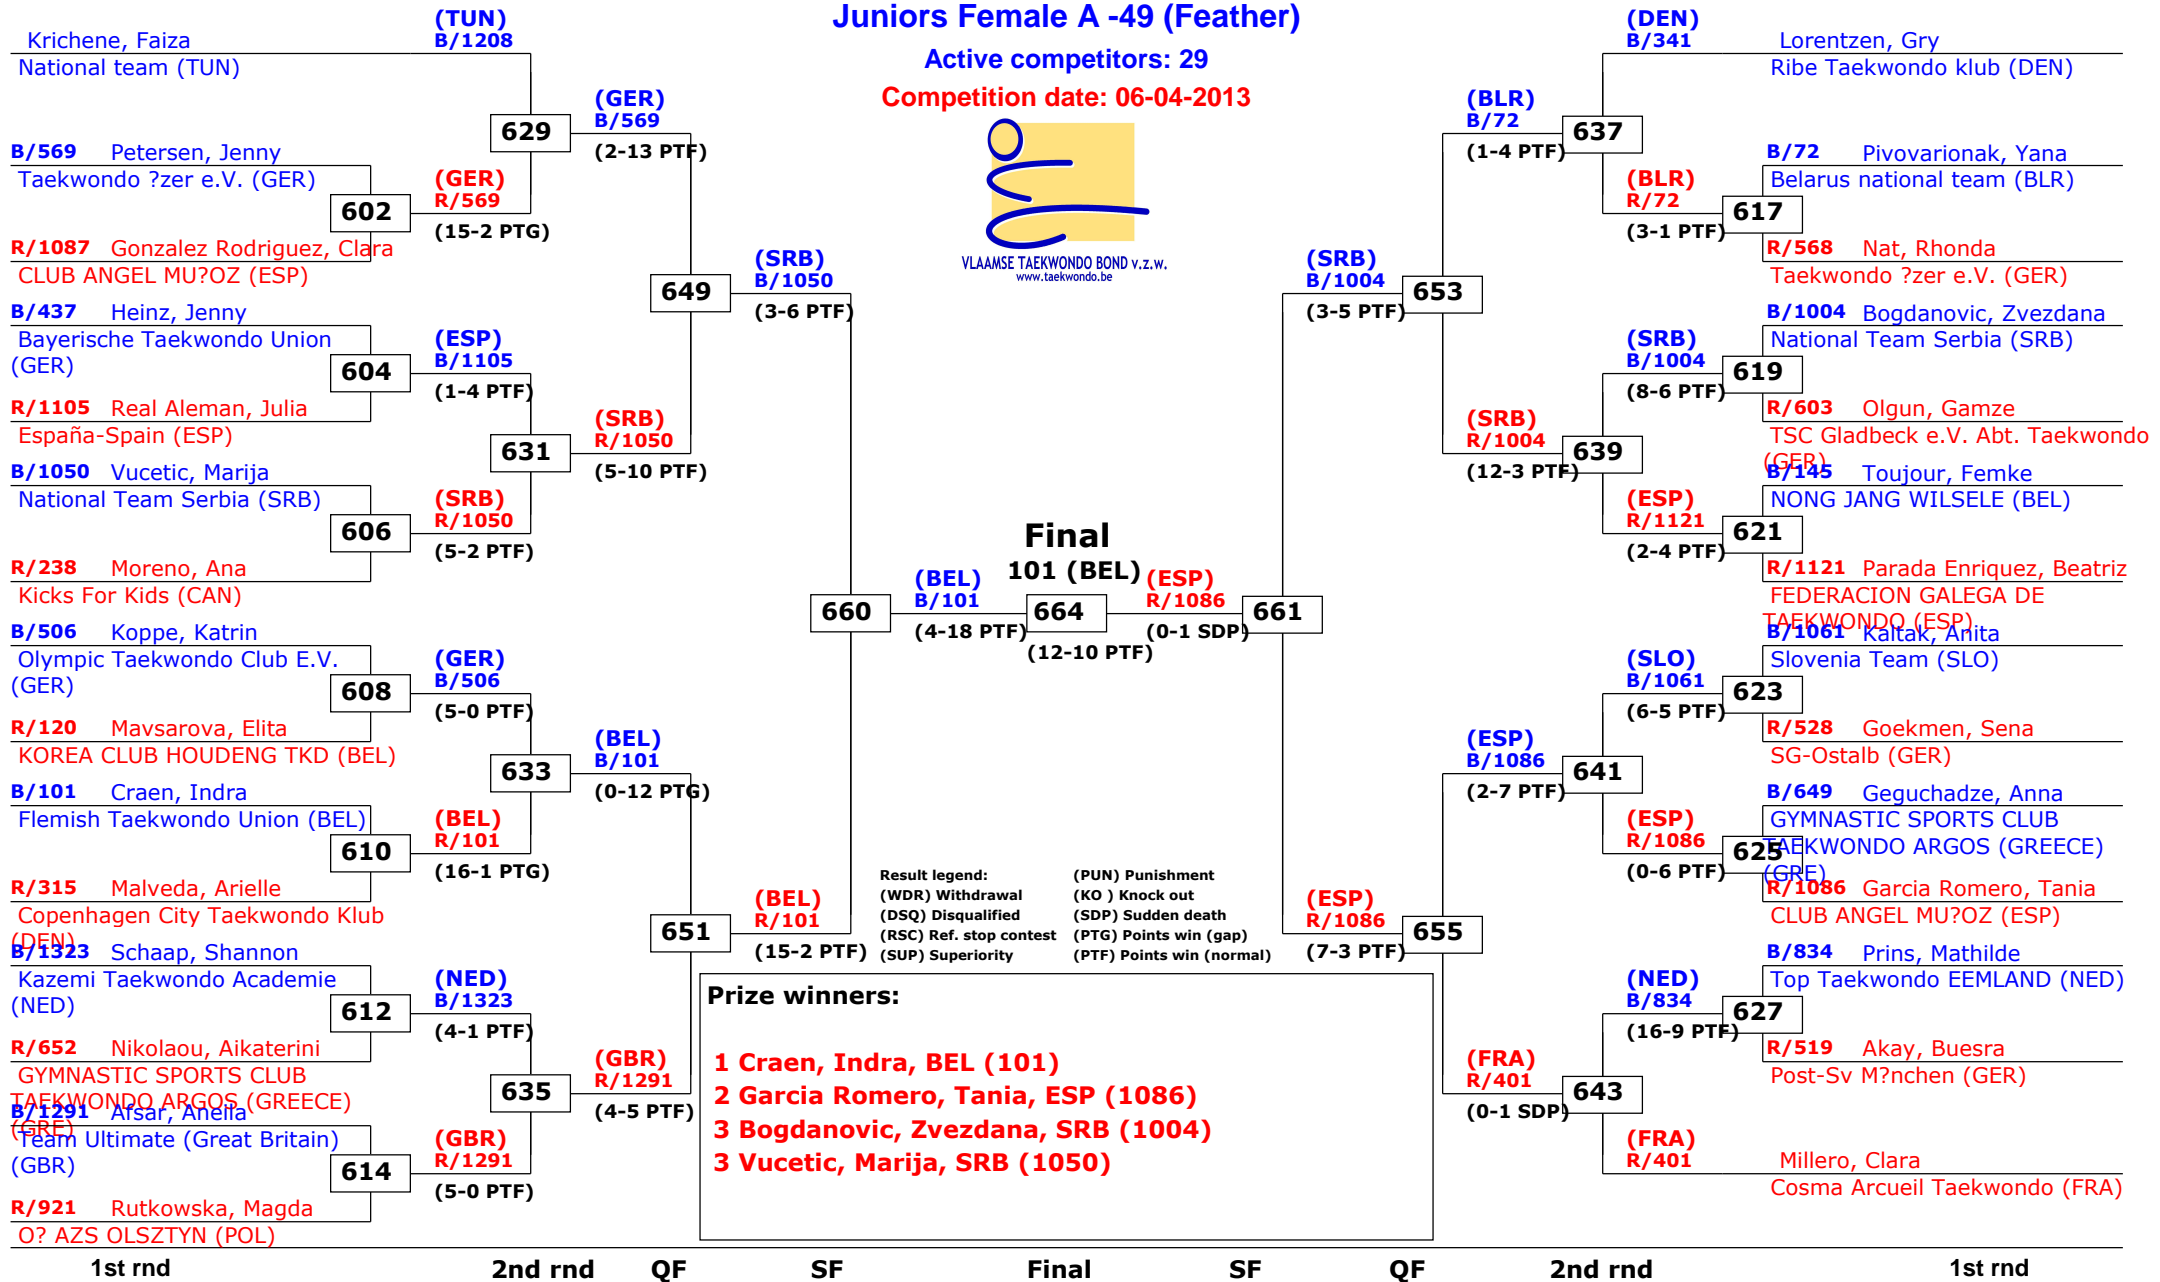 Juniors Female A -49 (Feather)
Active competitors: 29
Competition date: 06-04-2013
VLAAMSE TAEKWONDO BOND v.z.w.
www.taekwondo.be
Krichene, Faiza
National team (TUN)
(TUN)
B/1208
629
B/569 Petersen, Jenny
Taekwondo ?zer e.V. (GER)
602
(GER)
R/569
(15-2 PTG)
R/1087 Gonzalez Rodriguez, Clara
CLUB ANGEL MU?OZ (ESP)
(GER)
B/569
(2-13 PTF)
649
B/437 Heinz, Jenny
Bayerische Taekwondo Union
(GER)
604
(ESP)
B/1105
(1-4 PTF)
R/1105 Real Aleman, Julia
España-Spain (ESP)
631
(SRB)
R/1050
(5-10 PTF)
B/1050 Vucetic, Marija
National Team Serbia (SRB)
606
(SRB)
R/1050
(5-2 PTF)
R/238 Moreno, Ana
Kicks For Kids (CAN)
(SRB)
B/1050
(3-6 PTF)
660
B/506 Koppe, Katrin
Olympic Taekwondo Club E.V.
(GER)
608
(GER)
B/506
(5-0 PTF)
R/120 Mavsarova, Elita
KOREA CLUB HOUDENG TKD (BEL)
633
(BEL)
B/101
(0-12 PTG)
B/101 Craen, Indra
Flemish Taekwondo Union (BEL)
610
(BEL)
R/101
(16-1 PTG)
R/315 Malveda, Arielle
Copenhagen City Taekwondo Klub
(DEN)
651
(BEL)
R/101
(15-2 PTF)
B/1323 Schaap, Shannon
Kazemi Taekwondo Academie
(NED)
612
(NED)
B/1323
(4-1 PTF)
R/652 Nikolaou, Aikaterini
GYMNASTIC SPORTS CLUB
TAEKWONDO ARGOS (GREECE)
(GRE)
635
(GBR)
R/1291
(4-5 PTF)
B/1291 Afsar, Aneila
Team Ultimate (Great Britain)
(GBR)
614
(GBR)
R/1291
(5-0 PTF)
R/921 Rutkowska, Magda
O? AZS OLSZTYN (POL)
Final
101 (BEL)
(BEL)
B/101
(4-18 PTF)
664
(12-10 PTF)
(ESP)
R/1086
(0-1 SDP)
661
(DEN)
B/341
Lorentzen, Gry
Ribe Taekwondo klub (DEN)
637
(BLR)
B/72
(1-4 PTF)
B/72 Pivovarionak, Yana
Belarus national team (BLR)
617
(BLR)
R/72
(3-1 PTF)
R/568 Nat, Rhonda
Taekwondo ?zer e.V. (GER)
653
(SRB)
B/1004
(3-5 PTF)
B/1004 Bogdanovic, Zvezdana
National Team Serbia (SRB)
619
(SRB)
B/1004
(8-6 PTF)
R/603 Olgun, Gamze
TSC Gladbeck e.V. Abt. Taekwondo
(GER)
639
(SRB)
R/1004
(12-3 PTF)
B/145 Toujour, Femke
NONG JANG WILSELE (BEL)
621
(ESP)
R/1121
(2-4 PTF)
R/1121 Parada Enriquez, Beatriz
FEDERACION GALEGA DE
TAEKWONDO (ESP)
B/1061 Kaltak, Anita
Slovenia Team (SLO)
623
(SLO)
B/1061
(6-5 PTF)
R/528 Goekmen, Sena
SG-Ostalb (GER)
641
(ESP)
B/1086
(2-7 PTF)
B/649 Geguchadze, Anna
GYMNASTIC SPORTS CLUB
TAEKWONDO ARGOS (GREECE)
(GRE)
625
(ESP)
R/1086
(0-6 PTF)
R/1086 Garcia Romero, Tania
CLUB ANGEL MU?OZ (ESP)
655
(ESP)
R/1086
(7-3 PTF)
B/834 Prins, Mathilde
Top Taekwondo EEMLAND (NED)
627
(NED)
B/834
(16-9 PTF)
R/519 Akay, Buesra
Post-Sv M?nchen (GER)
643
(FRA)
R/401
(0-1 SDP)
(FRA)
R/401
Millero, Clara
Cosma Arcueil Taekwondo (FRA)
Result legend:
(WDR) Withdrawal
(DSQ) Disqualified
(RSC) Ref. stop contest
(SUP) Superiority
(PUN) Punishment
(KO ) Knock out
(SDP) Sudden death
(PTG) Points win (gap)
(PTF) Points win (normal)
Prize winners:
1 Craen, Indra, BEL (101)
2 Garcia Romero, Tania, ESP (1086)
3 Bogdanovic, Zvezdana, SRB (1004)
3 Vucetic, Marija, SRB (1050)
1st rnd 2nd rnd QF SF Final SF QF 2nd rnd 1st rnd